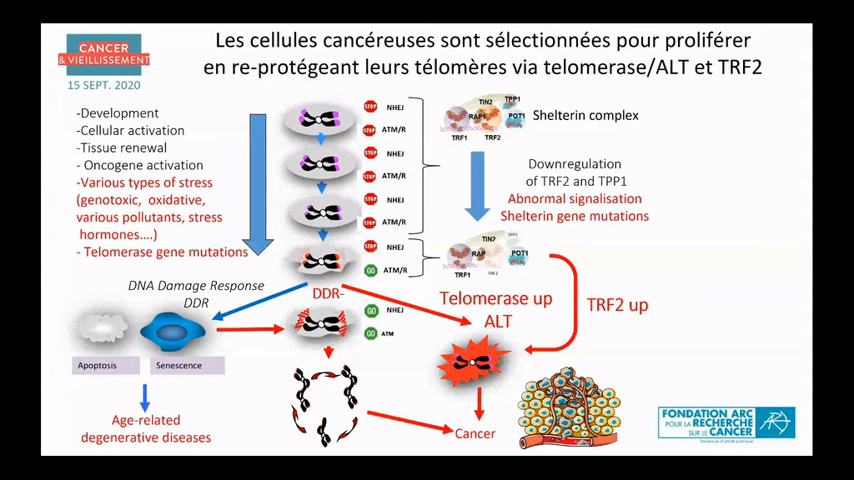 CANCER
& VIEILLISSEMENT
15 SEPT. 2020
Les cellules cancéreuses sont sélectionnées pour proliférer
en re-protégeant leurs télomères via telomerase/ALT et TRF2
-Development
-Cellular activation
-Tissue renewal
- Oncogene activation
-Various types of stress
(genotoxic, oxidative,
various pollutants, stress
hormones....)
- Telomerase gene mutations
STOP NHEJ
STOP ATM/R
STOP NHEJ
STOP ATM/R
STOP NHEJ
STOP ATM/R
STOP NHEJ
GO ATM/R
TIN2
TPP1
RAP1
POT1
TRF1
TRF2
Shelterin complex
Downregulation
of TRF2 and TPP1
Abnormal signalisation
Shelterin gene mutations
TIN2
TPP1
RAP
POT1
TRF1
TRF2
DNA Damage Response
DDR
DDR-
GO NHEJ
GO ATM
Telomerase up
ALT
TRF2 up
Apoptosis
Senescence
Age-related
degenerative diseases
Cancer
FONDATION ARC
POUR LA RECHERCHE
SUR LE CANCER
ARC